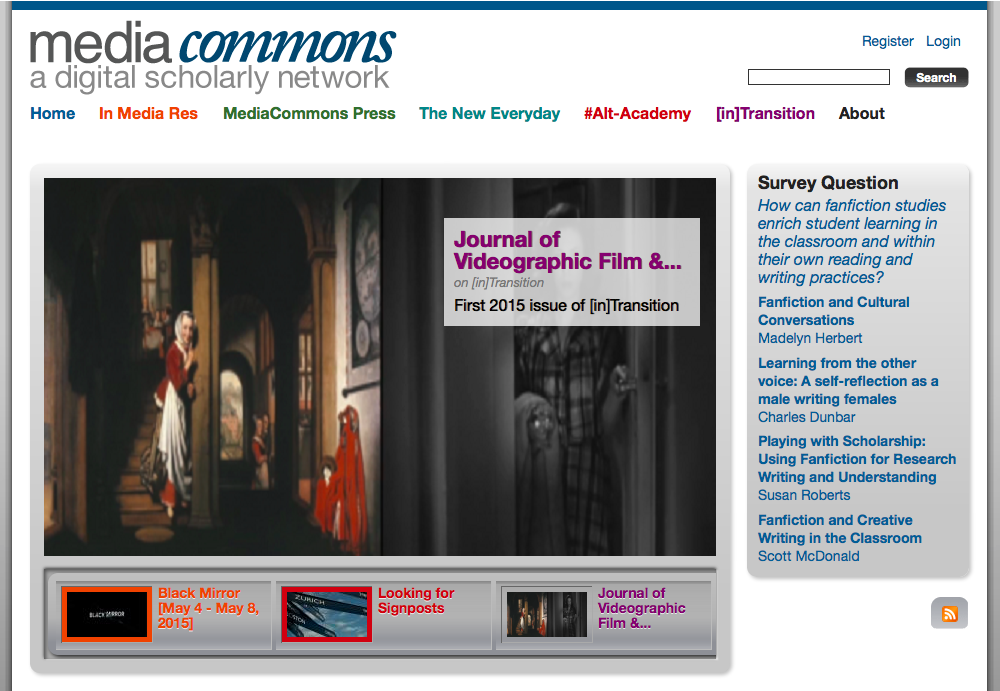 media commons
a digital scholarly network
Register Login
Search
Home In Media Res MediaCommons Press The New Everyday #Alt-Academy [in]Transition About
Journal of
Videographic Film &...
on [in]Transition
First 2015 issue of [in]Transition
Black Mirror
[May 4 - May 8,
2015]
BLACK MIRROR
Looking for
Signposts
ZURICH
Journal of
Videographic
Film &...
Survey Question
How can fanfiction studies
enrich student learning in
the classroom and within
their own reading and
writing practices?
Fanfiction and Cultural
Conversations
Madelyn Herbert
Learning from the other
voice: A self-reflection as a
male writing females
Charles Dunbar
Playing with Scholarship:
Using Fanfiction for Research
Writing and Understanding
Susan Roberts
Fanfiction and Creative
Writing in the Classroom
Scott McDonald